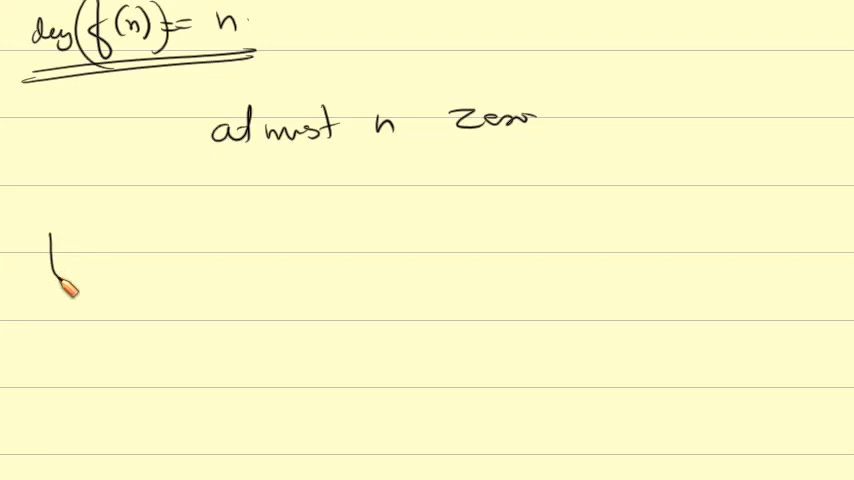 deg(f(n)) = n
at most n zero